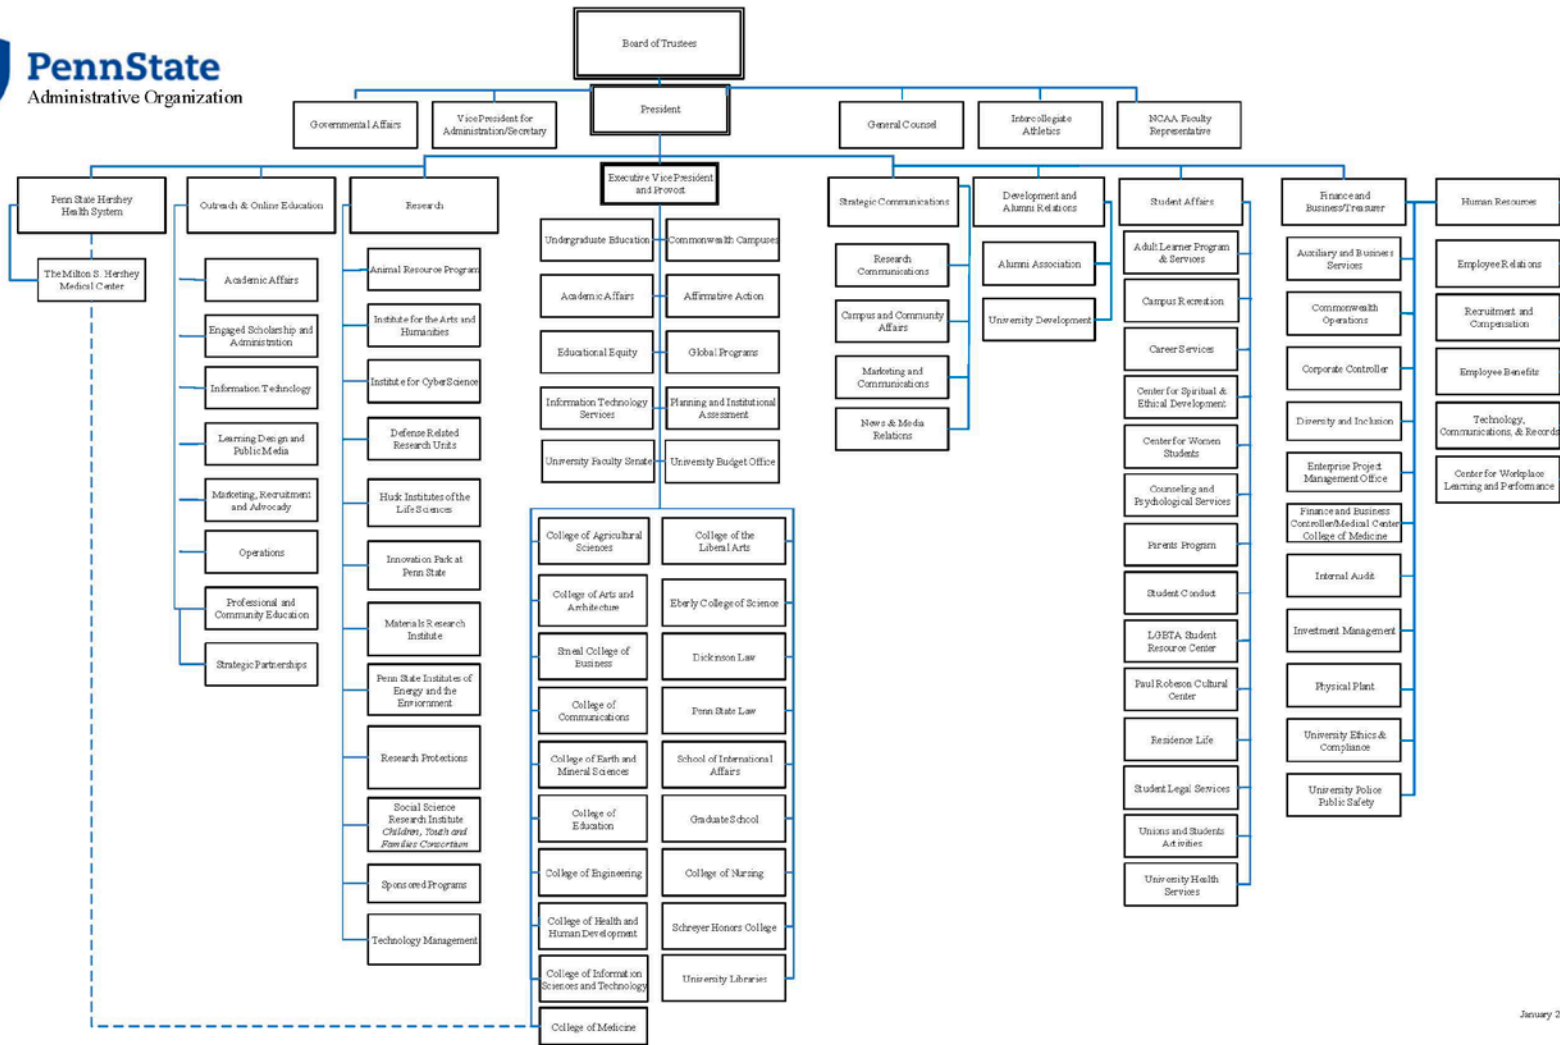 PennState
Administrative Organization
Board of Trustees
President
Governmental Affairs
Vice President for
Administration/Secretary
General Counsel
Intercollegiate
Athletics
NCAA Faculty
Representative
Penn State Hershey
Health System
The Milton S. Hershey
Medical Center
Outreach & Online Education
Academic Affairs
Engaged Scholarship and
Administration
Information Technology
Learning Design and
Public Media
Marketing, Recruitment
and Advocacy
Operations
Professional and
Community Education
Strategic Partnerships
Research
Animal Resource Program
Institute for the Arts and
Humanities
Institute for CyberScience
Defense Related
Research Units
Huck Institutes of the
Life Sciences
Innovation Park at
Penn State
Materials Research
Institute
Penn State Institutes of
Energy and the
Enviornment
Research Protections
Social Science
Research Institute
Children, Youth and
Families Consortium
Sponsored Programs
Technology Management
Executive Vice President
and Provost
Undergraduate Education
Commonwealth Campuses
Academic Affairs
Affirmative Action
Educational Equity
Global Programs
Information Technology
Services
Planning and Institutional
Assessment
University Faculty Senate
University Budget Office
College of Agricultural
Sciences
College of the
Liberal Arts
College of Arts and
Architecture
Eberly College of Science
Smeal College of
Business
Dickinson Law
College of
Communications
Penn State Law
College of Earth and
Mineral Sciences
School of International
Affairs
College of
Education
Graduate School
College of Engineering
College of Nursing
College of Health and
Human Development
Schreyer Honors College
College of Information
Sciences and Technology
University Libraries
College of Medicine
Strategic Communications
Research
Communications
Campus and Community
Affairs
Marketing and
Communications
News & Media
Relations
Development and
Alumni Relations
Alumni Association
University Development
Student Affairs
Adult Learner Program
& Services
Campus Recreation
Career Services
Center for Spiritual &
Ethical Development
Center for Women
Students
Counseling and
Psychological Services
Parents Program
Student Conduct
LGBTA Student
Resource Center
Paul Robeson Cultural
Center
Residence Life
Student Legal Services
Unions and Students
Activities
University Health
Services
Finance and
Business/Treasurer
Auxiliary and Business
Services
Commonwealth
Operations
Corporate Controller
Diversity and Inclusion
Enterprise Project
Management Office
Finance and Business
Controller/Medical Center
College of Medicine
Internal Audit
Investment Management
Physical Plant
University Ethics &
Compliance
University Police
Public Safety
Human Resources
Employee Relations
Recruitment and
Compensation
Employee Benefits
Technology,
Communications, & Records
Center for Workplace
Learning and Performance
January 2